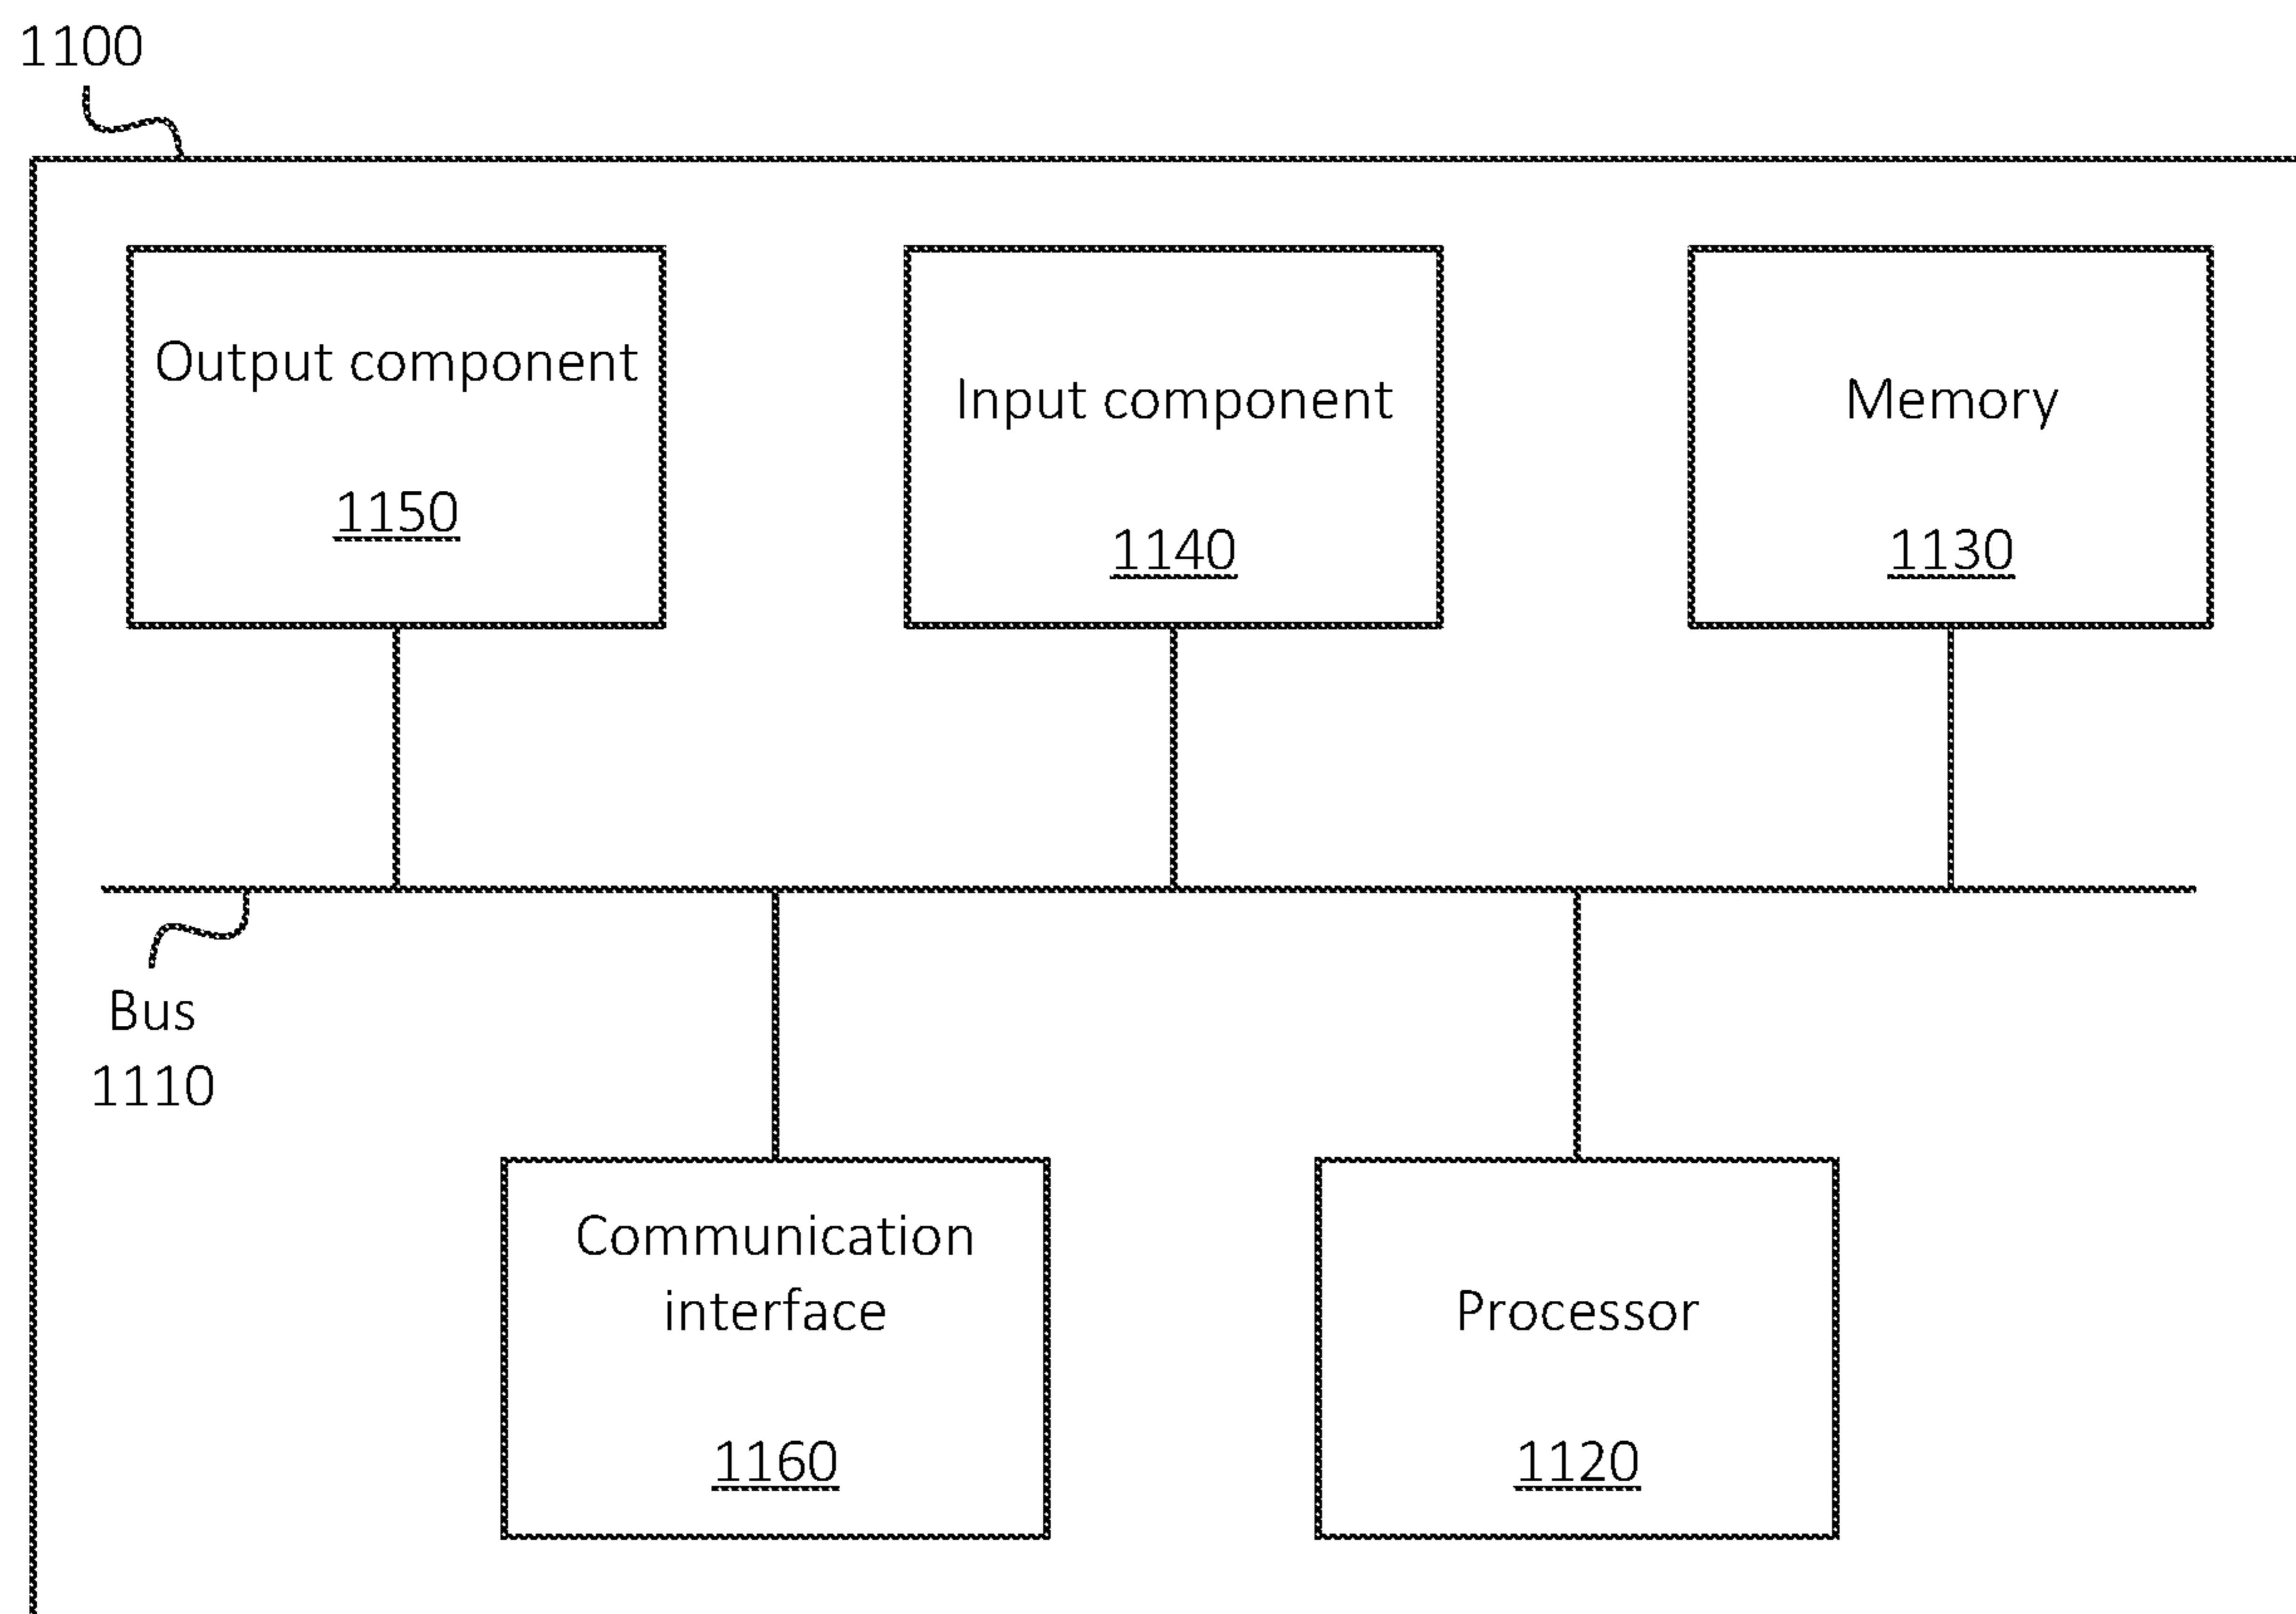 1100
Output component
1150
Input component
1140
Memory
1130
Bus
1110
Communication
interface
1160
Processor
1120